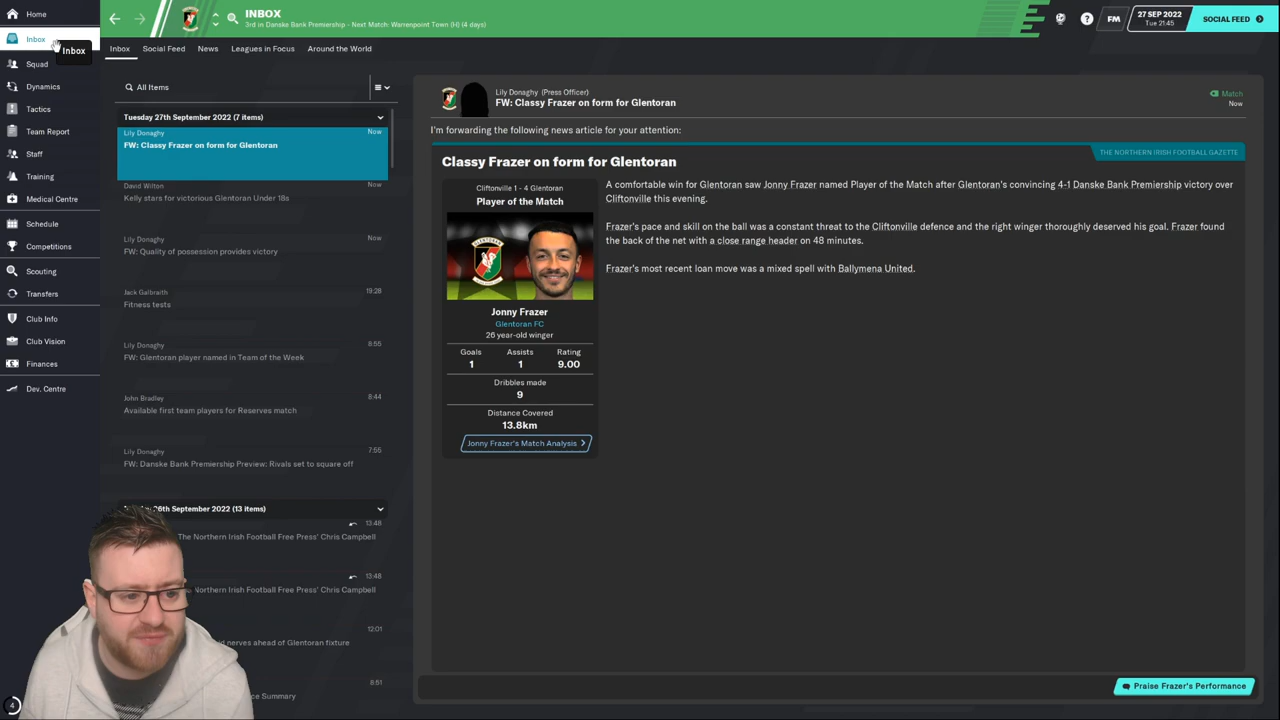 Home
Inbox
Inbox
Squad
Dynamics
Tactics
Team Report
Staff
Training
Medical Centre
Schedule
Competitions
Scouting
Transfers
Club Info
Club Vision
Finances
Dev. Centre
4
INBOX
3rd in Danske Bank Premiership - Next Match: Warrenpoint Town (H) (4 days)
FM
27 SEP 2022
Tue 21:45
SOCIAL FEED
Inbox Social Feed News Leagues in Focus Around the World
All Items
Tuesday 27th September 2022 (7 items)
Lily Donaghy Now
FW: Classy Frazer on form for Glentoran
David Wilton Now
Kelly stars for victorious Glentoran Under 18s
Lily Donaghy Now
FW: Quality of possession provides victory
Jack Galbraith 19:28
Fitness tests
Lily Donaghy 8:55
FW: Glentoran player named in Team of the Week
John Bradley 8:44
Available first team players for Reserves match
Lily Donaghy 7:55
FW: Danske Bank Premiership Preview: Rivals set to square off
26th September 2022 (13 items)
13:48
The Northern Irish Football Free Press' Chris Campbell
13:48
Northern Irish Football Free Press' Chris Campbell
12:01
nerves ahead of Glentoran fixture
8:51
Summary
Lily Donaghy (Press Officer)
FW: Classy Frazer on form for Glentoran
Match
Now
I'm forwarding the following news article for your attention:
THE NORTHERN IRISH FOOTBALL GAZETTE
Classy Frazer on form for Glentoran
Cliftonville 1 - 4 Glentoran
Player of the Match
GLENTORAN
Jonny Frazer
Glentoran FC
26 year-old winger
Goals Assists Rating
1 1 9.00
Dribbles made
9
Distance Covered
13.8km
Jonny Frazer's Match Analysis
A comfortable win for Glentoran saw Jonny Frazer named Player of the Match after Glentoran's convincing 4-1 Danske Bank Premiership victory over
Cliftonville this evening.
Frazer's pace and skill on the ball was a constant threat to the Cliftonville defence and the right winger thoroughly deserved his goal. Frazer found
the back of the net with a close range header on 48 minutes.
Frazer's most recent loan move was a mixed spell with Ballymena United.
Praise Frazer's Performance